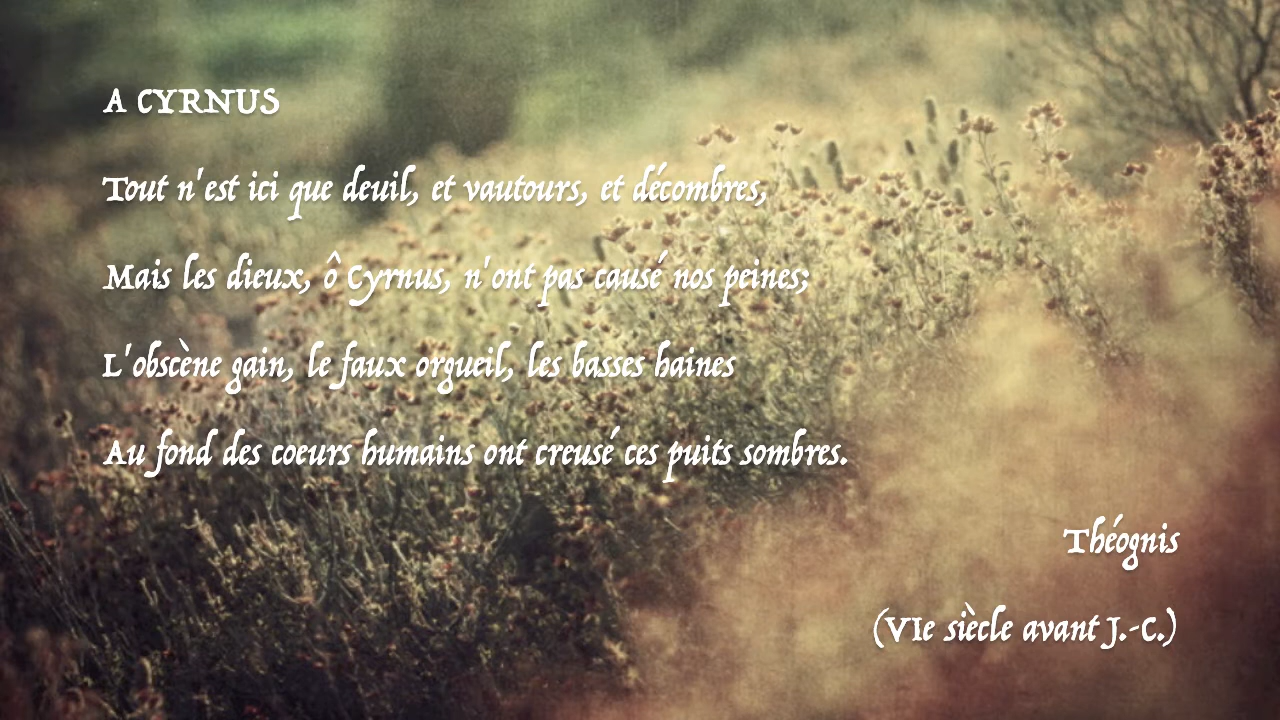 A CYRNUS
Tout n'est ici que deuil, et vautours, et décombres,
Mais les dieux, ô Cyrnus, n'ont pas causé nos peines;
L'obscène gain, le faux orgueil, les basses haines
Au fond des coeurs humains ont creusé ces puits sombres.
Théognis
(VIe siècle avant J.-C.)